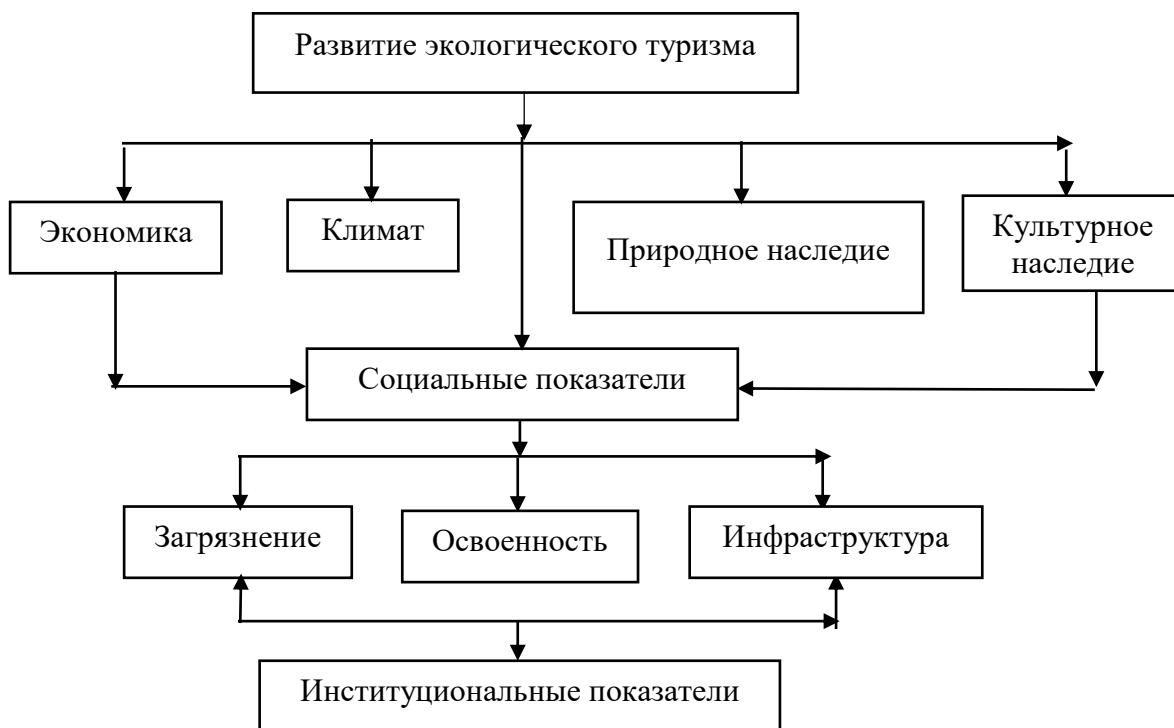 Развитие экологического туризма
Экономика
Климат
Природное наследие
Культурное
наследие
Социальные показатели
Загрязнение
Освоенность
Инфраструктура
Институциональные показатели